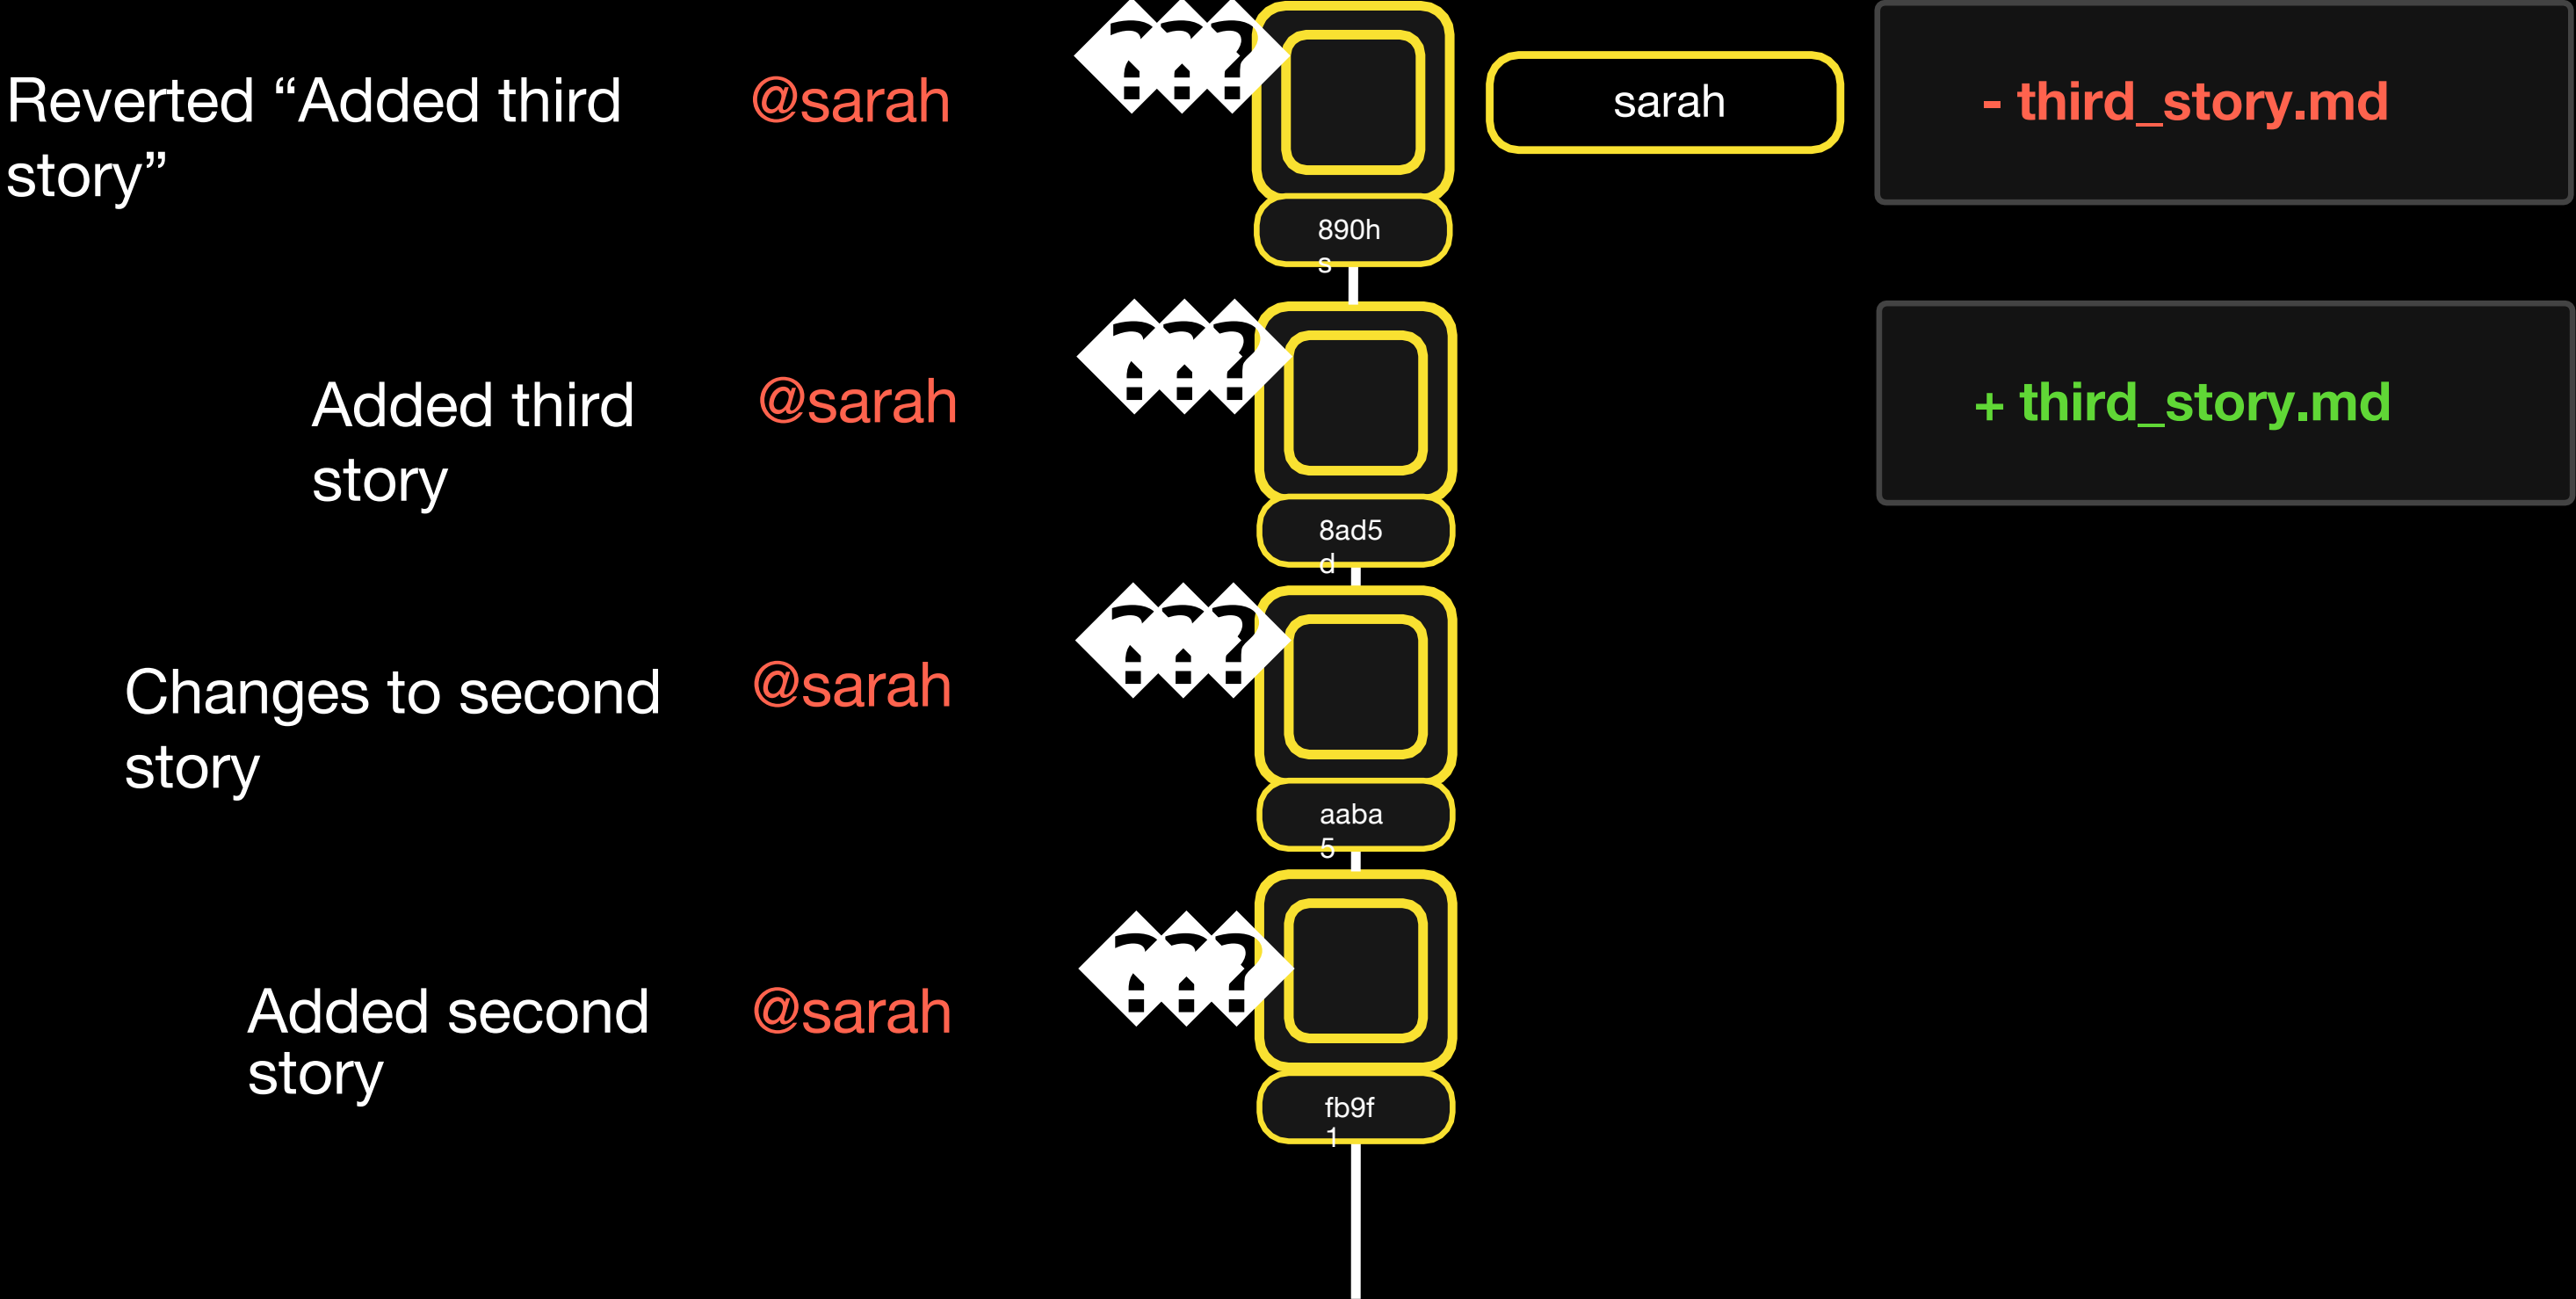 Reverted “Added third
story”
@sarah
���
sarah
- third_story.md
890h
s
Added third
story
@sarah
���
+ third_story.md
8ad5
d
Changes to second
story
@sarah
���
aaba
5
Added second
story
@sarah
���
fb9f
1